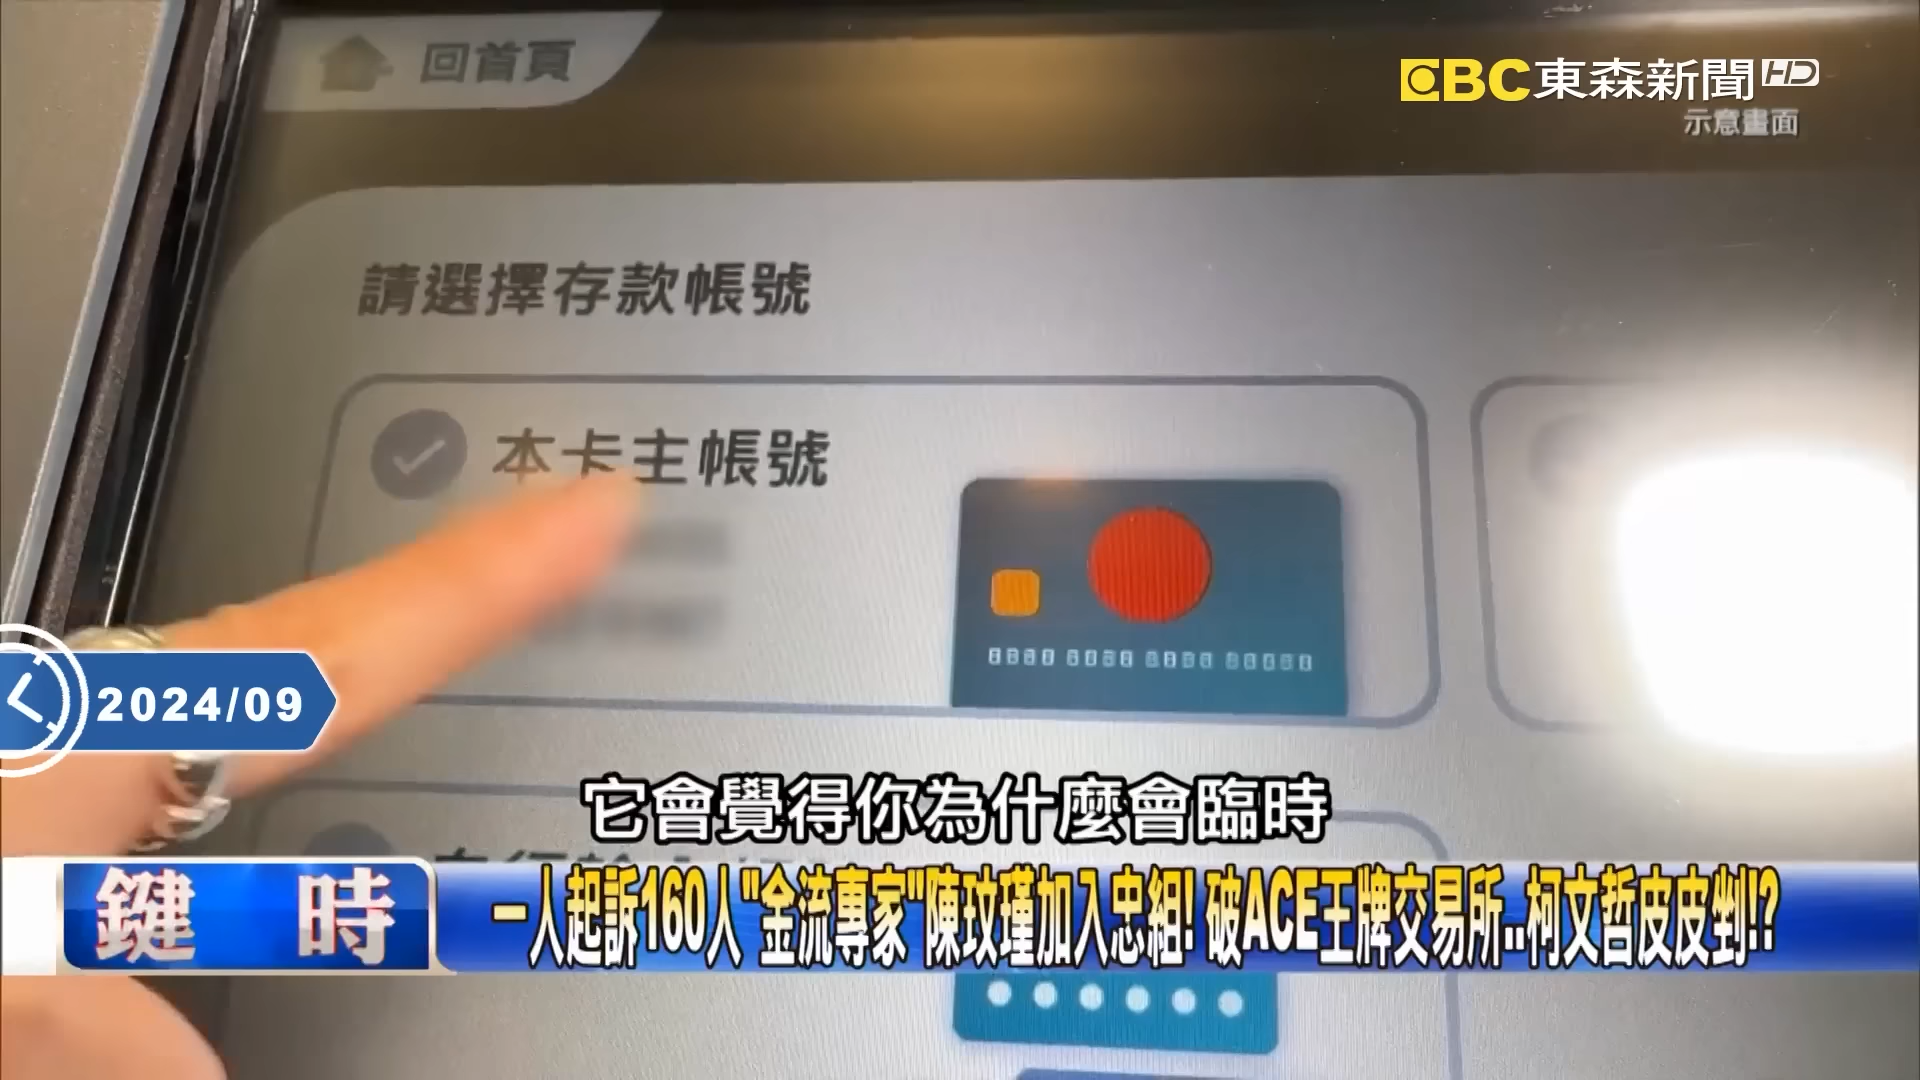 回首頁
EBC東森新聞HD
示意畫面
請選擇存款帳號
本卡主帳號
2024/09
它會覺得你為什麼會臨時
鍵時
一人起訴160人"金流專家"陳玟瑾加入忠組!破ACE王牌交易所..柯文哲皮皮剉!?